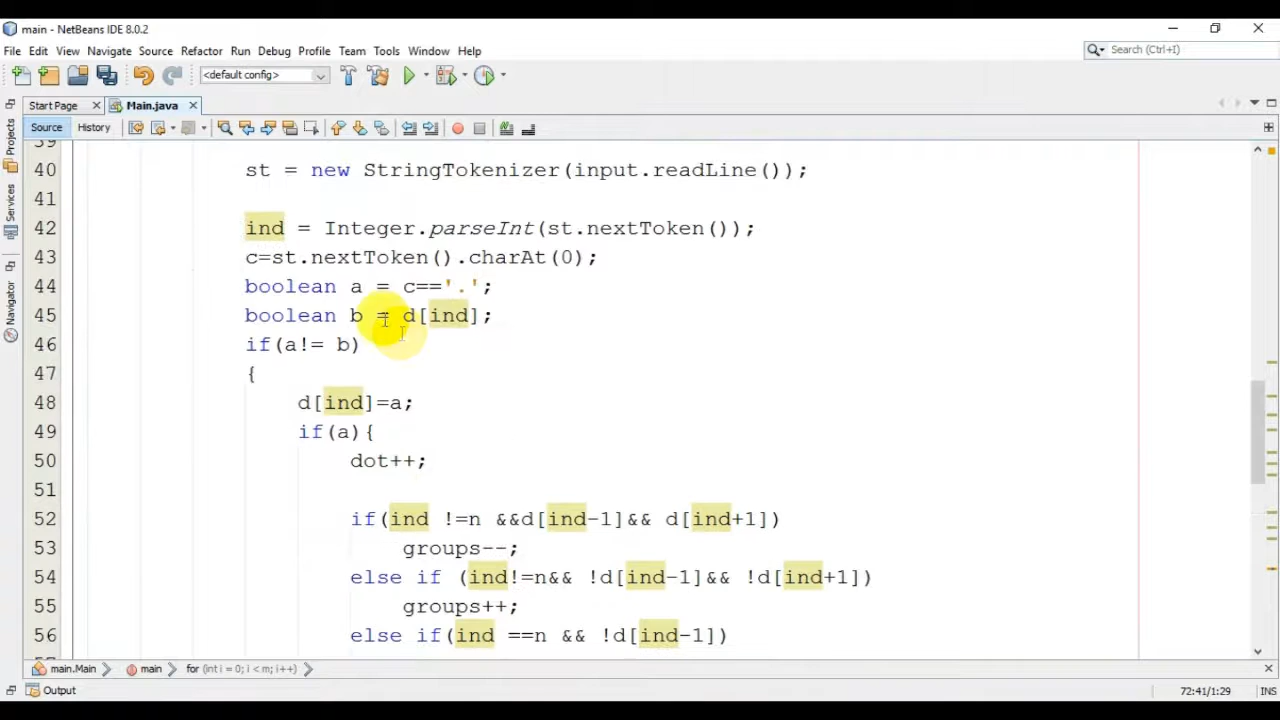 main - NetBeans IDE 8.0.2
File Edit View Navigate Source Refactor Run Debug Profile Team Tools Window Help
Search (Ctrl+I)
<default config>
Start Page Main.java
Source History
Projects
Services
Navigator
39
40 st = new StringTokenizer(input.readLine());
41
42 ind = Integer.parseInt(st.nextToken());
43 c=st.nextToken().charAt(0);
44 boolean a = c=='.';
45 boolean b = d[ind];
46 if(a!= b)
47 {
48 d[ind]=a;
49 if(a){
50 dot++;
51
52 if(ind !=n &&d[ind-1]&& d[ind+1])
53 groups--;
54 else if (ind!=n&& !d[ind-1]&& !d[ind+1])
55 groups++;
56 else if(ind ==n && !d[ind-1])
main.Main main for (int i = 0; i < m; i++)
Output
72:41/1:29 INS